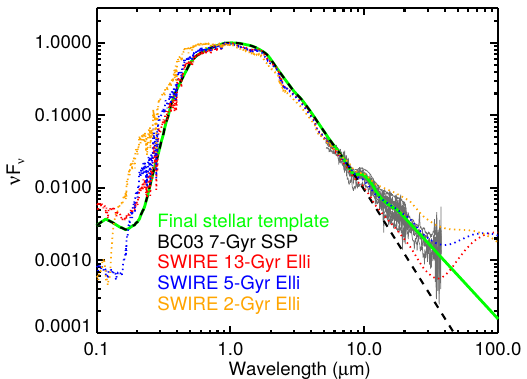 1.0000
0.1000
0.0100
0.0010
0.0001
νFν
Final stellar template
BC03 7-Gyr SSP
SWIRE 13-Gyr Elli
SWIRE 5-Gyr Elli
SWIRE 2-Gyr Elli
0.1 1.0 10.0 100.0
Wavelength (μm)